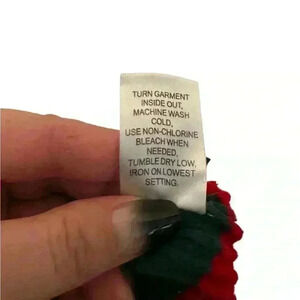 TURN GARMENT
INSIDE OUT,
MACHINE WASH
COLD,
USE NON-CHLORINE
BLEACH WHEN
NEEDED,
TUMBLE DRY LOW,
IRON ON LOWEST
SETTING.